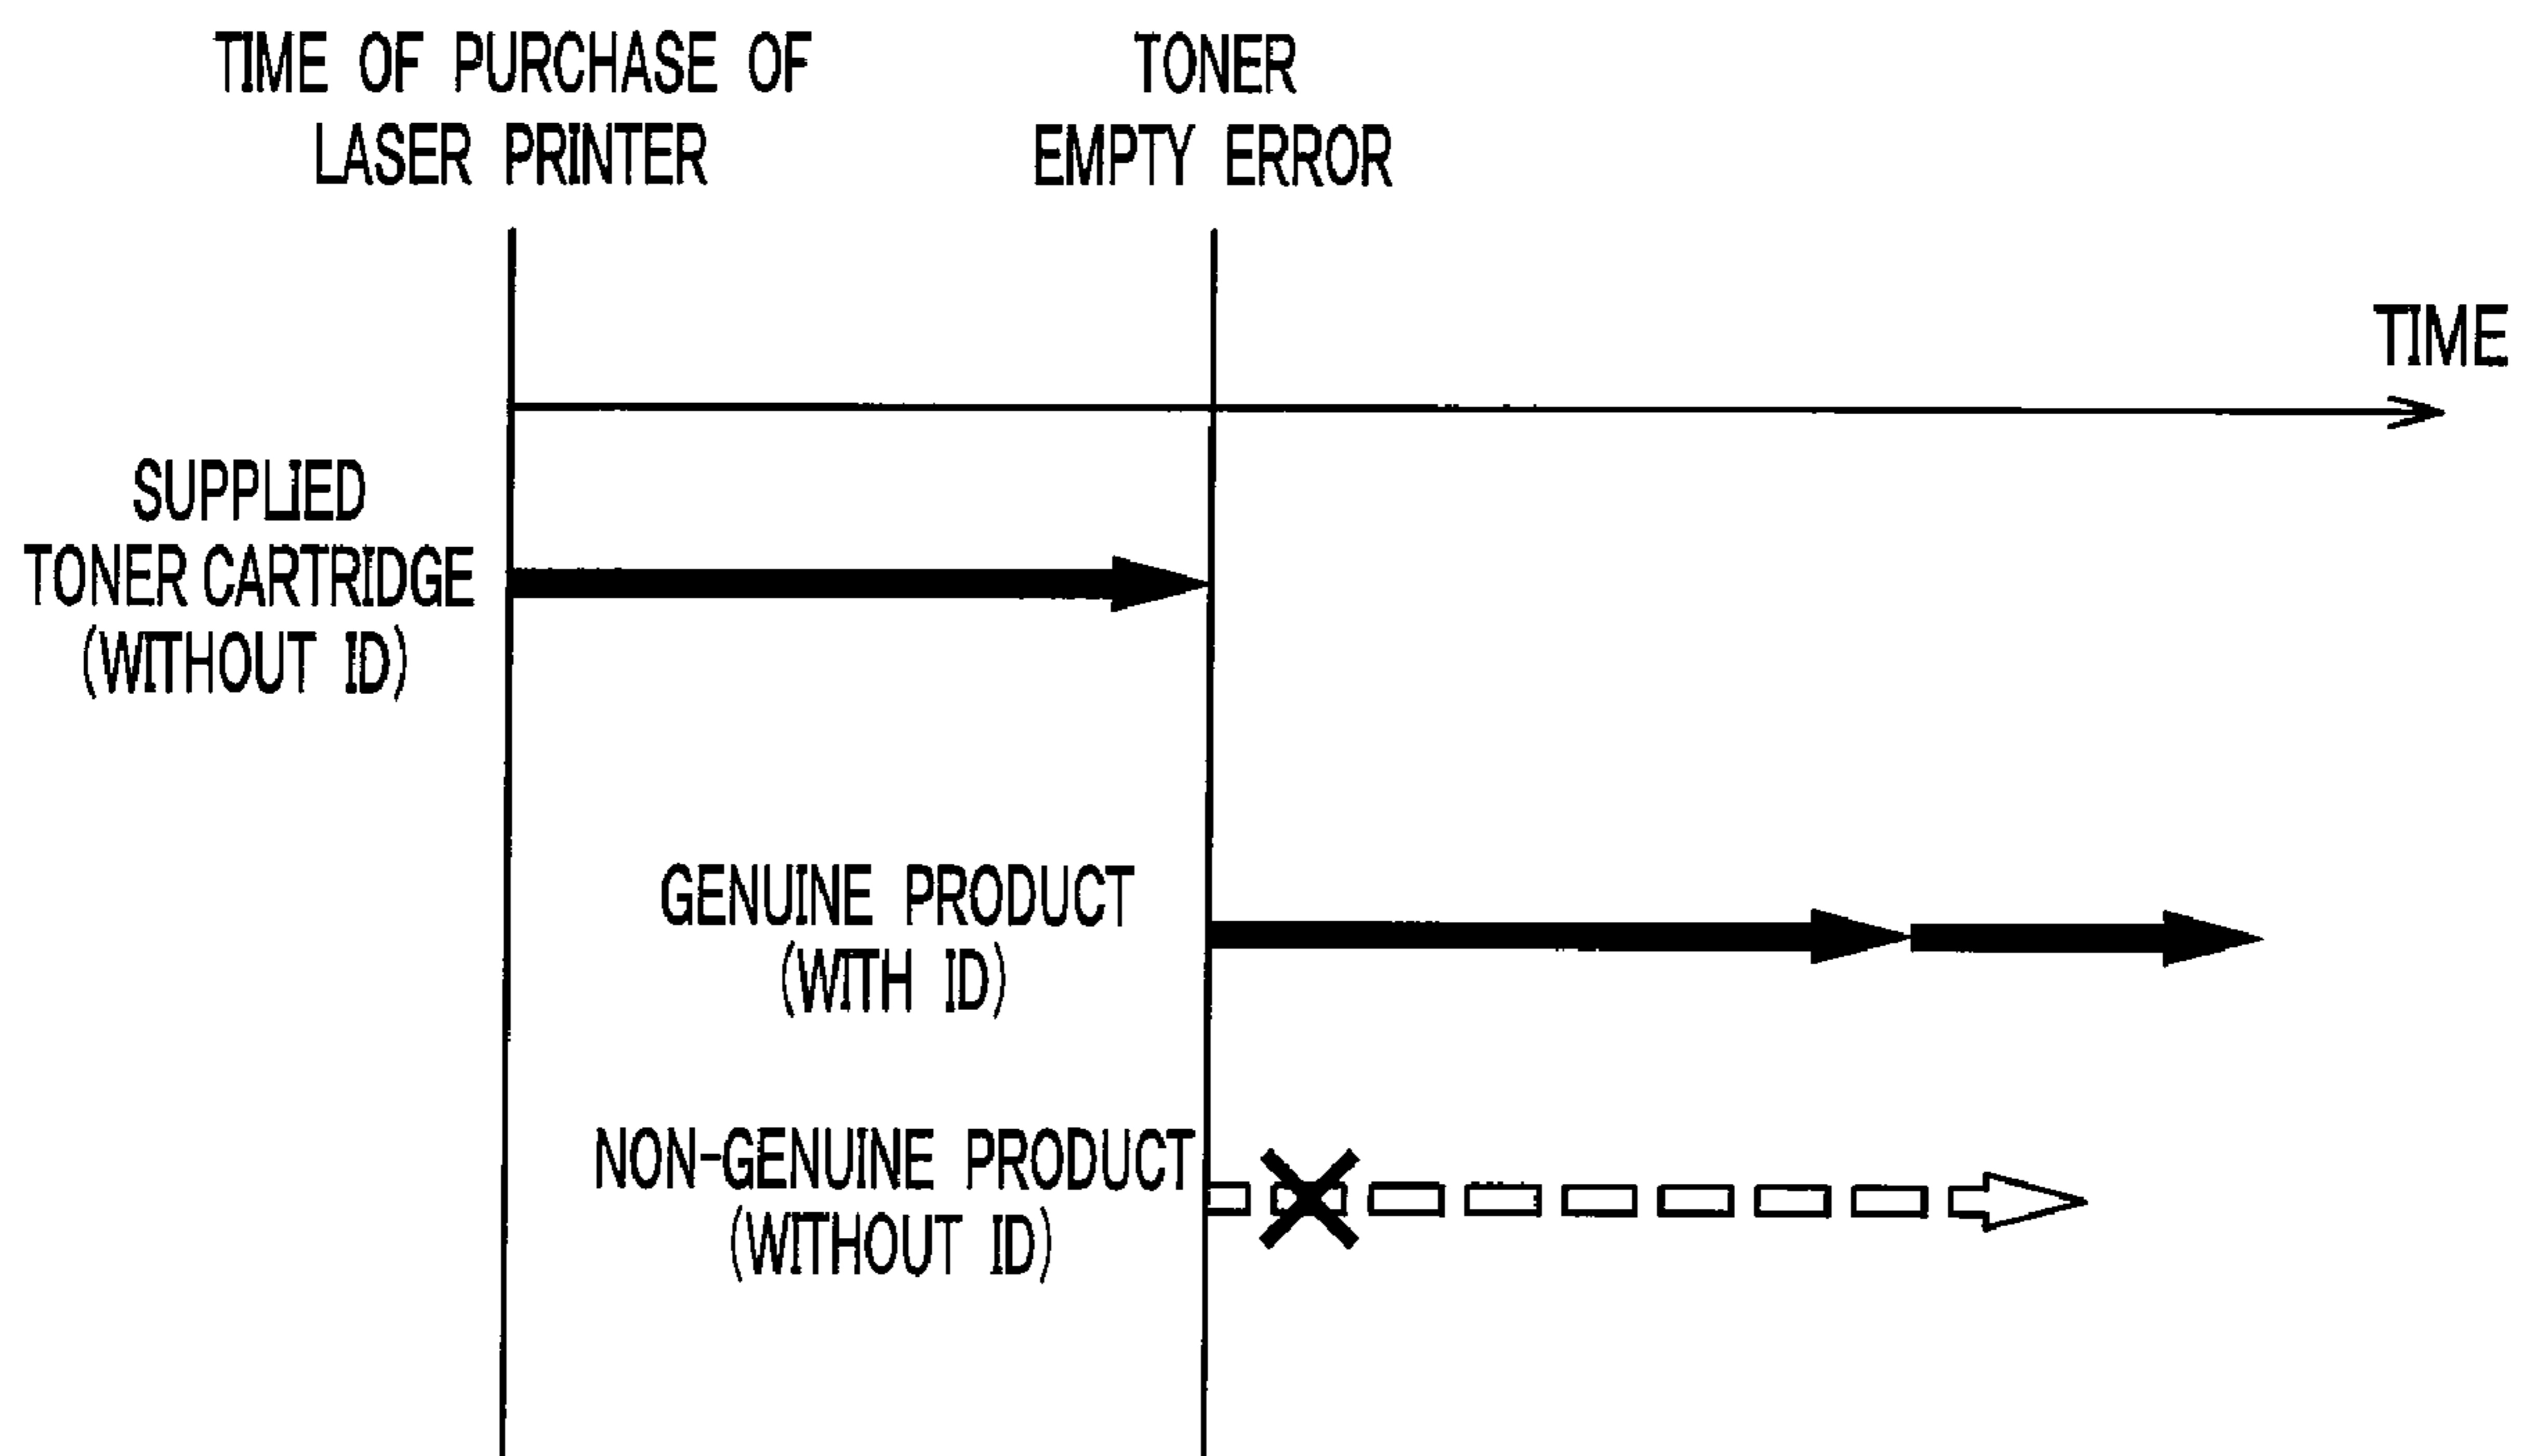 TIME OF PURCHASE OF
LASER PRINTER
TONER
EMPTY ERROR
TIME
SUPPLIED
TONER CARTRIDGE
(WITHOUT ID)
GENUINE PRODUCT
(WITH ID)
NON-GENUINE PRODUCT
(WITHOUT ID)